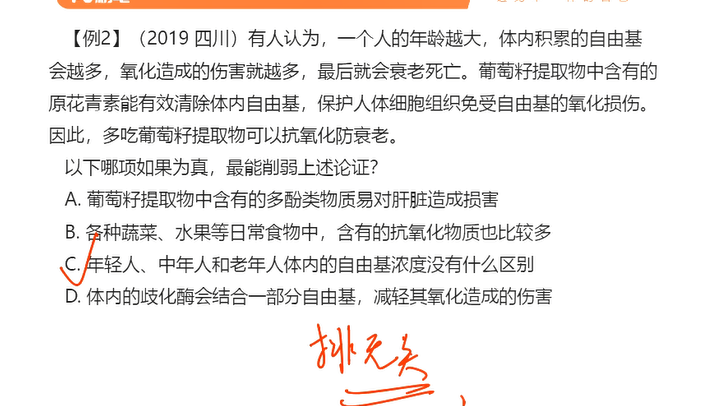 【例2】（2019 四川）有人认为，一个人的年龄越大，体内积累的自由基
会越多，氧化造成的伤害就越多，最后就会衰老死亡。葡萄籽提取物中含有的
原花青素能有效清除体内自由基，保护人体细胞组织免受自由基的氧化损伤。
因此，多吃葡萄籽提取物可以抗氧化防衰老。
以下哪项如果为真，最能削弱上述论证？
A. 葡萄籽提取物中含有的多酚类物质易对肝脏造成损害
B. 各种蔬菜、水果等日常食物中，含有的抗氧化物质也比较多
C. 年轻人、中年人和老年人体内的自由基浓度没有什么区别
D. 体内的歧化酶会结合一部分自由基，减轻其氧化造成的伤害
排无关